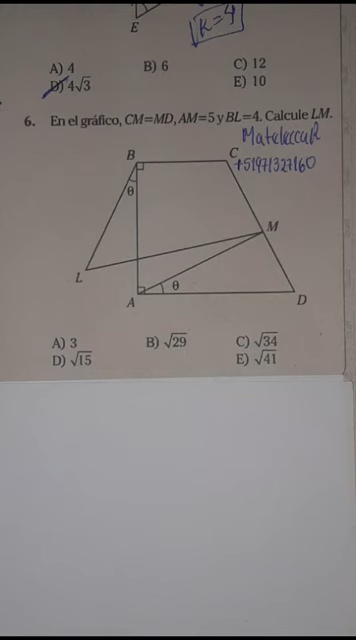 E
K=4
A) 4 B) 6 C) 12
D) 4√3 E) 10
6. En el gráfico, CM=MD, AM=5 y BL=4. Calcule LM.
+51971327160
B C
θ
M
L
θ
A D
A) 3 B) √29 C) √34
D) √15 E) √41